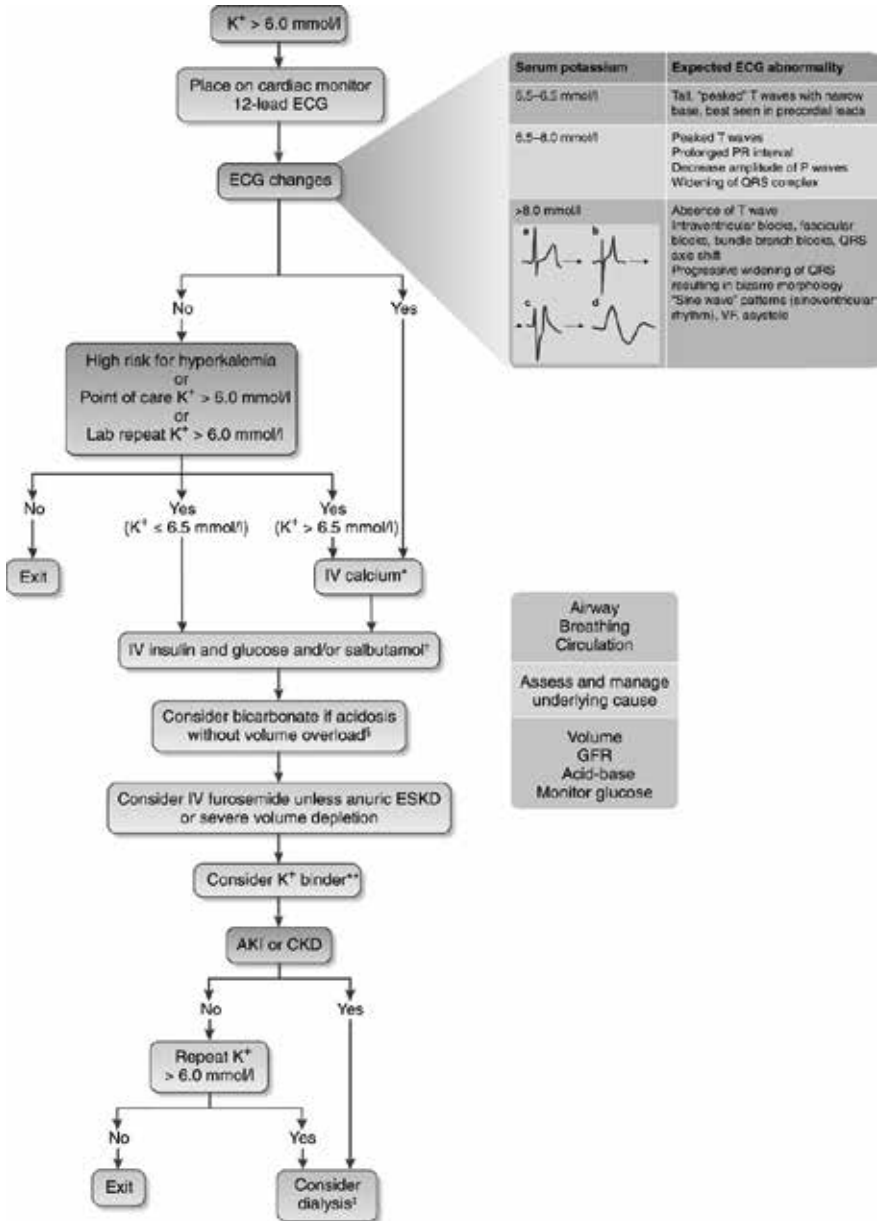 K⁺ > 6.0 mmol/l
Place on cardiac monitor
12-lead ECG
ECG changes
Serum potassium
Expected ECG abnormality
5.5–6.5 mmol/l
Tall, "peaked" T waves with narrow
base, best seen in precordial leads
6.5–8.0 mmol/l
Peaked T waves
Prolonged PR interval
Decrease amplitude of P waves
Widening of QRS complex
>8.0 mmol/l
a
b
c
d
Absence of T wave
Intraventricular blocks, fascicular
blocks, bundle branch blocks, QRS
axis shift
Progressive widening of QRS
resulting in bizarre morphology
"Sine wave" patterns (sinoventricular
rhythm), VF, asystole
No
Yes
High risk for hyperkalemia
or
Point of care K⁺ > 6.0 mmol/l
or
Lab repeat K⁺ > 6.0 mmol/l
No
Yes
(K⁺ ≤ 6.5 mmol/l)
Yes
(K⁺ > 6.5 mmol/l)
Exit
IV calcium*
IV insulin and glucose and/or salbutamol†
Consider bicarbonate if acidosis
without volume overload§
Consider IV furosemide unless anuric ESKD
or severe volume depletion
Consider K⁺ binder**
Airway
Breathing
Circulation
Assess and manage
underlying cause
Volume
GFR
Acid-base
Monitor glucose
AKI or CKD
No
Yes
Repeat K⁺
> 6.0 mmol/l
No
Yes
Exit
Consider
dialysis‡